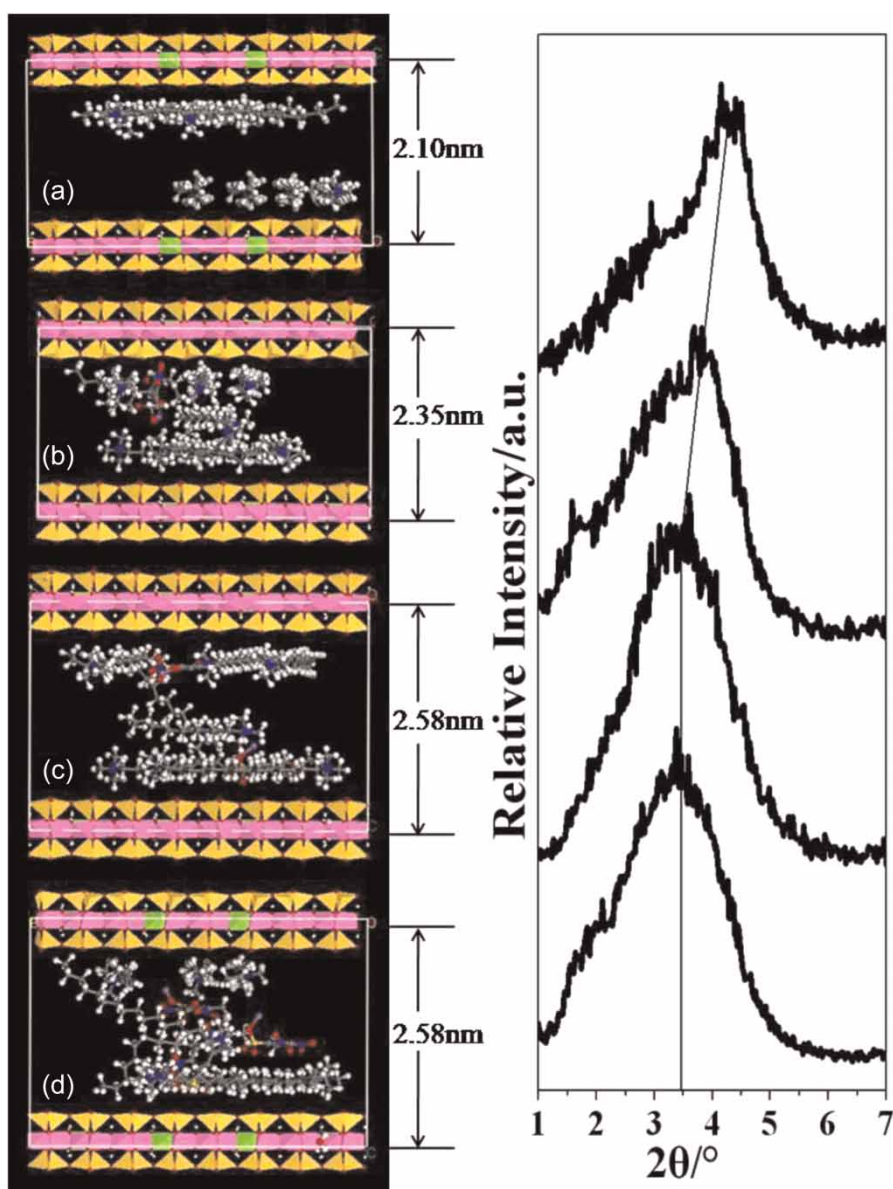 (a)
2.10nm
(b)
2.35nm
(c)
2.58nm
(d)
2.58nm
Relative Intensity/a.u.
1 2 3 4 5 6 7
2θ/°